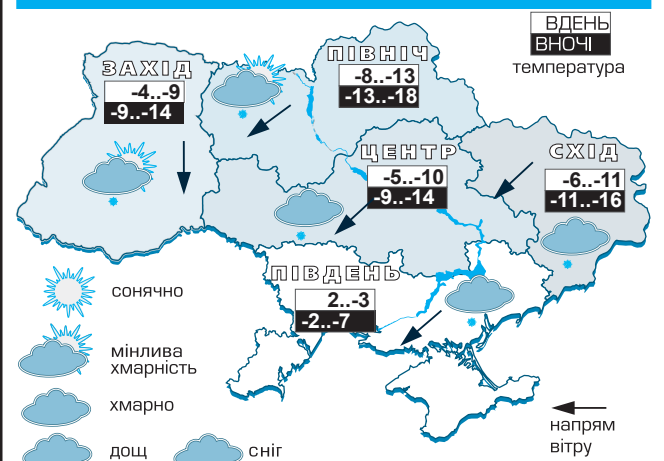 ВДЕНЬ
ВНОЧІ
температура
ЗАХІД
-4..-9
-9..-14
ПІВНІЧ
-8..-13
-13..-18
ЦЕНТР
-5..-10
-9..-14
СХІД
-6..-11
-11..-16
ПІВДЕНЬ
2..-3
-2..-7
сонячно
мінлива
хмарність
хмарно
дощ
сніг
напрям
вітру